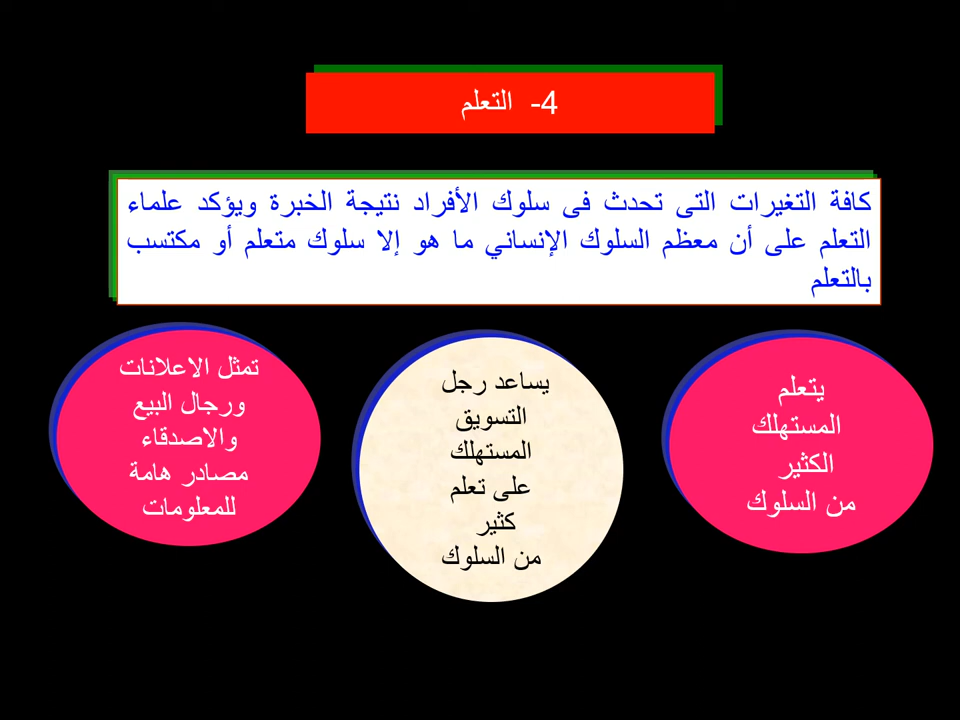 4- التعلم
كافة التغيرات التى تحدث فى سلوك الأفراد نتيجة الخبرة ويؤكد علماء
التعلم على أن معظم السلوك الإنساني ما هو إلا سلوك متعلم أو مكتسب
بالتعلم
يتعلم
المستهلك
الكثير
من السلوك
يساعد رجل
التسويق
المستهلك
على تعلم
كثير
من السلوك
تمثل الاعلانات
ورجال البيع
والاصدقاء
مصادر هامة
للمعلومات